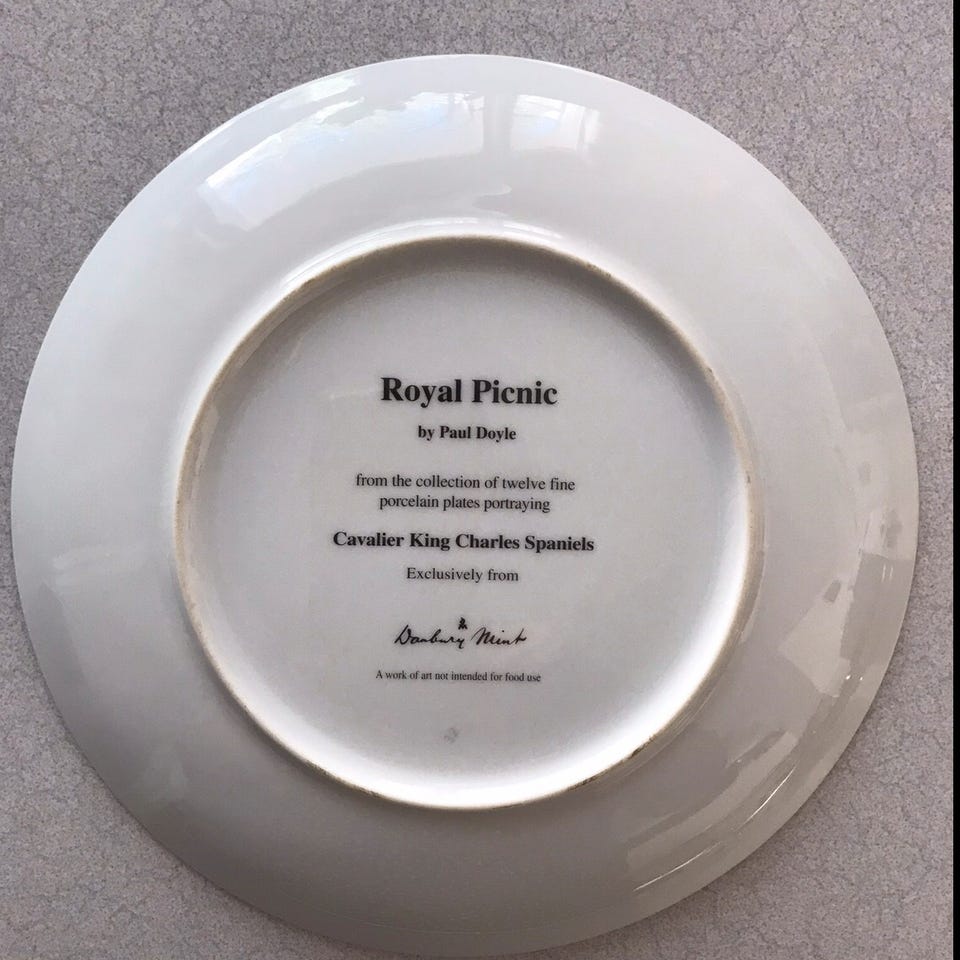 Royal Picnic
by Paul Doyle
from the collection of twelve fine
porcelain plates portraying
Cavalier King Charles Spaniels
Exclusively from
Danbury Mint
A work of art not intended for food use